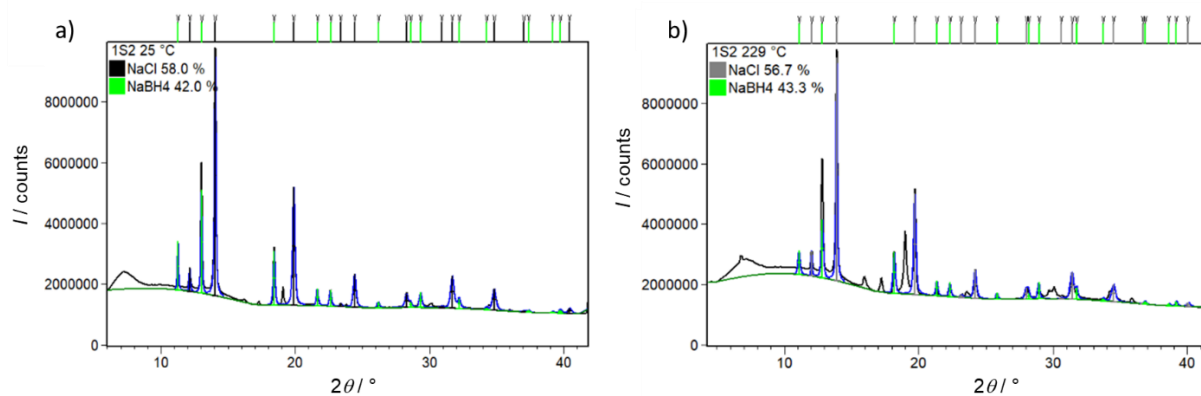 a)
1S2 25 °C
NaCl 58.0 %
NaBH4 42.0 %
8000000
6000000
4000000
2000000
0
I / counts
10
20
30
40
2θ / °
b)
1S2 229 °C
NaCl 56.7 %
NaBH4 43.3 %
8000000
6000000
4000000
2000000
0
I / counts
10
20
30
40
2θ / °